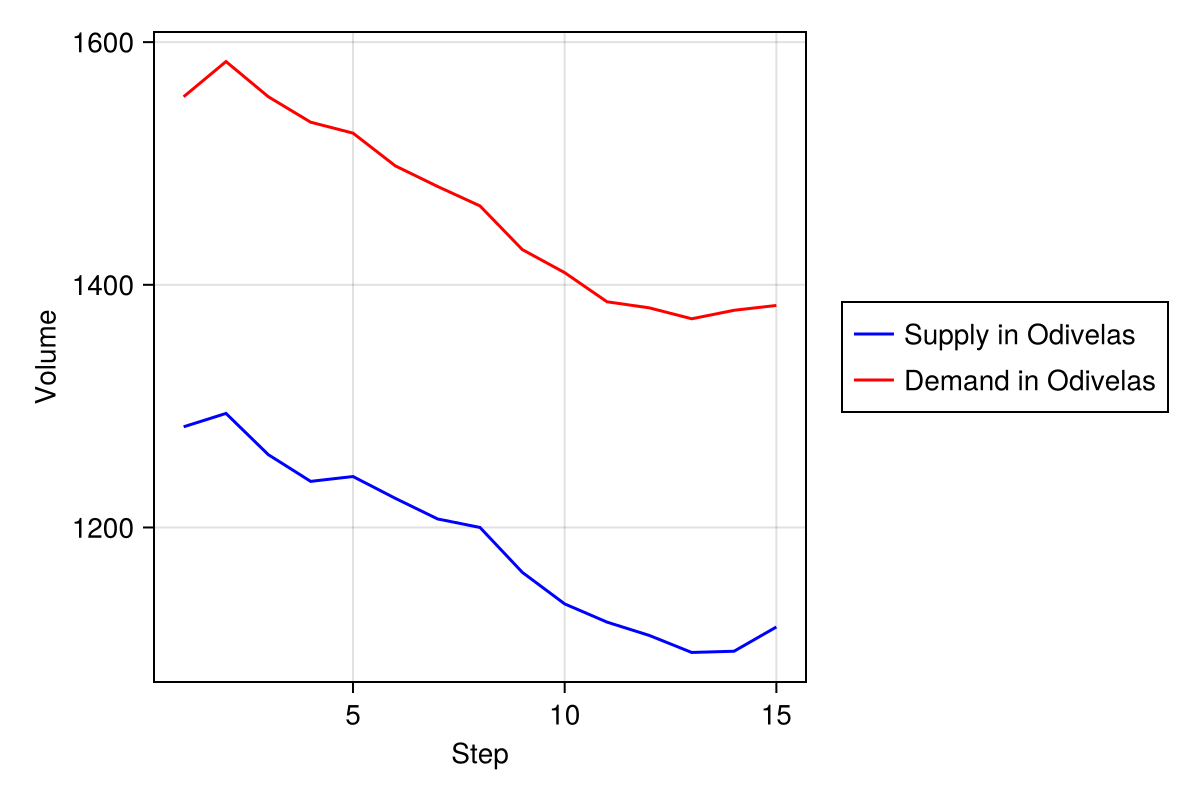 1600
1400
1200
Volume
5 10 15
Step
Supply in Odivelas
Demand in Odivelas